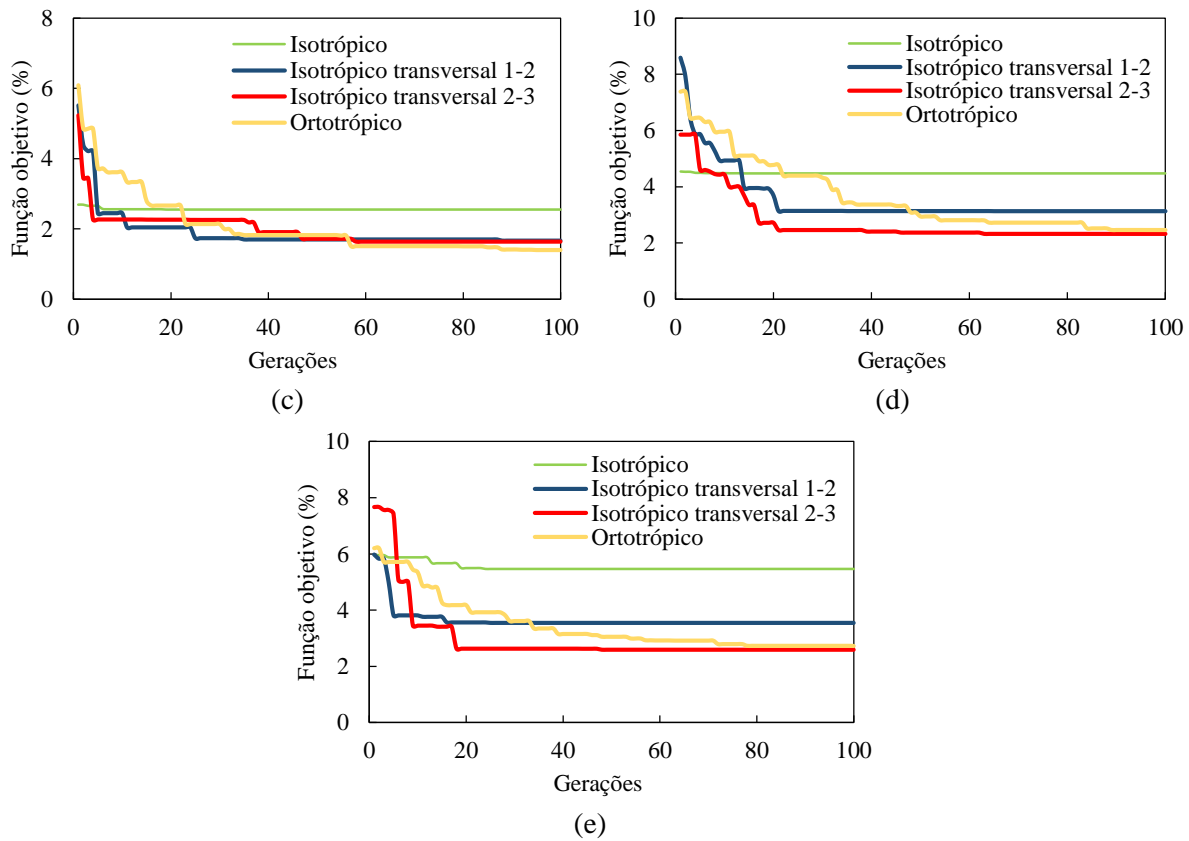 8
6
4
2
0
Função objetivo (%)
Isotrópico
Isotrópico transversal 1-2
Isotrópico transversal 2-3
Ortotrópico
0 20 40 60 80 100
Gerações
(c)
10
8
6
4
2
0
Função objetivo (%)
Isotrópico
Isotrópico transversal 1-2
Isotrópico transversal 2-3
Ortotrópico
0 20 40 60 80 100
Gerações
(d)
10
8
6
4
2
0
Função objetivo (%)
Isotrópico
Isotrópico transversal 1-2
Isotrópico transversal 2-3
Ortotrópico
0 20 40 60 80 100
Gerações
(e)